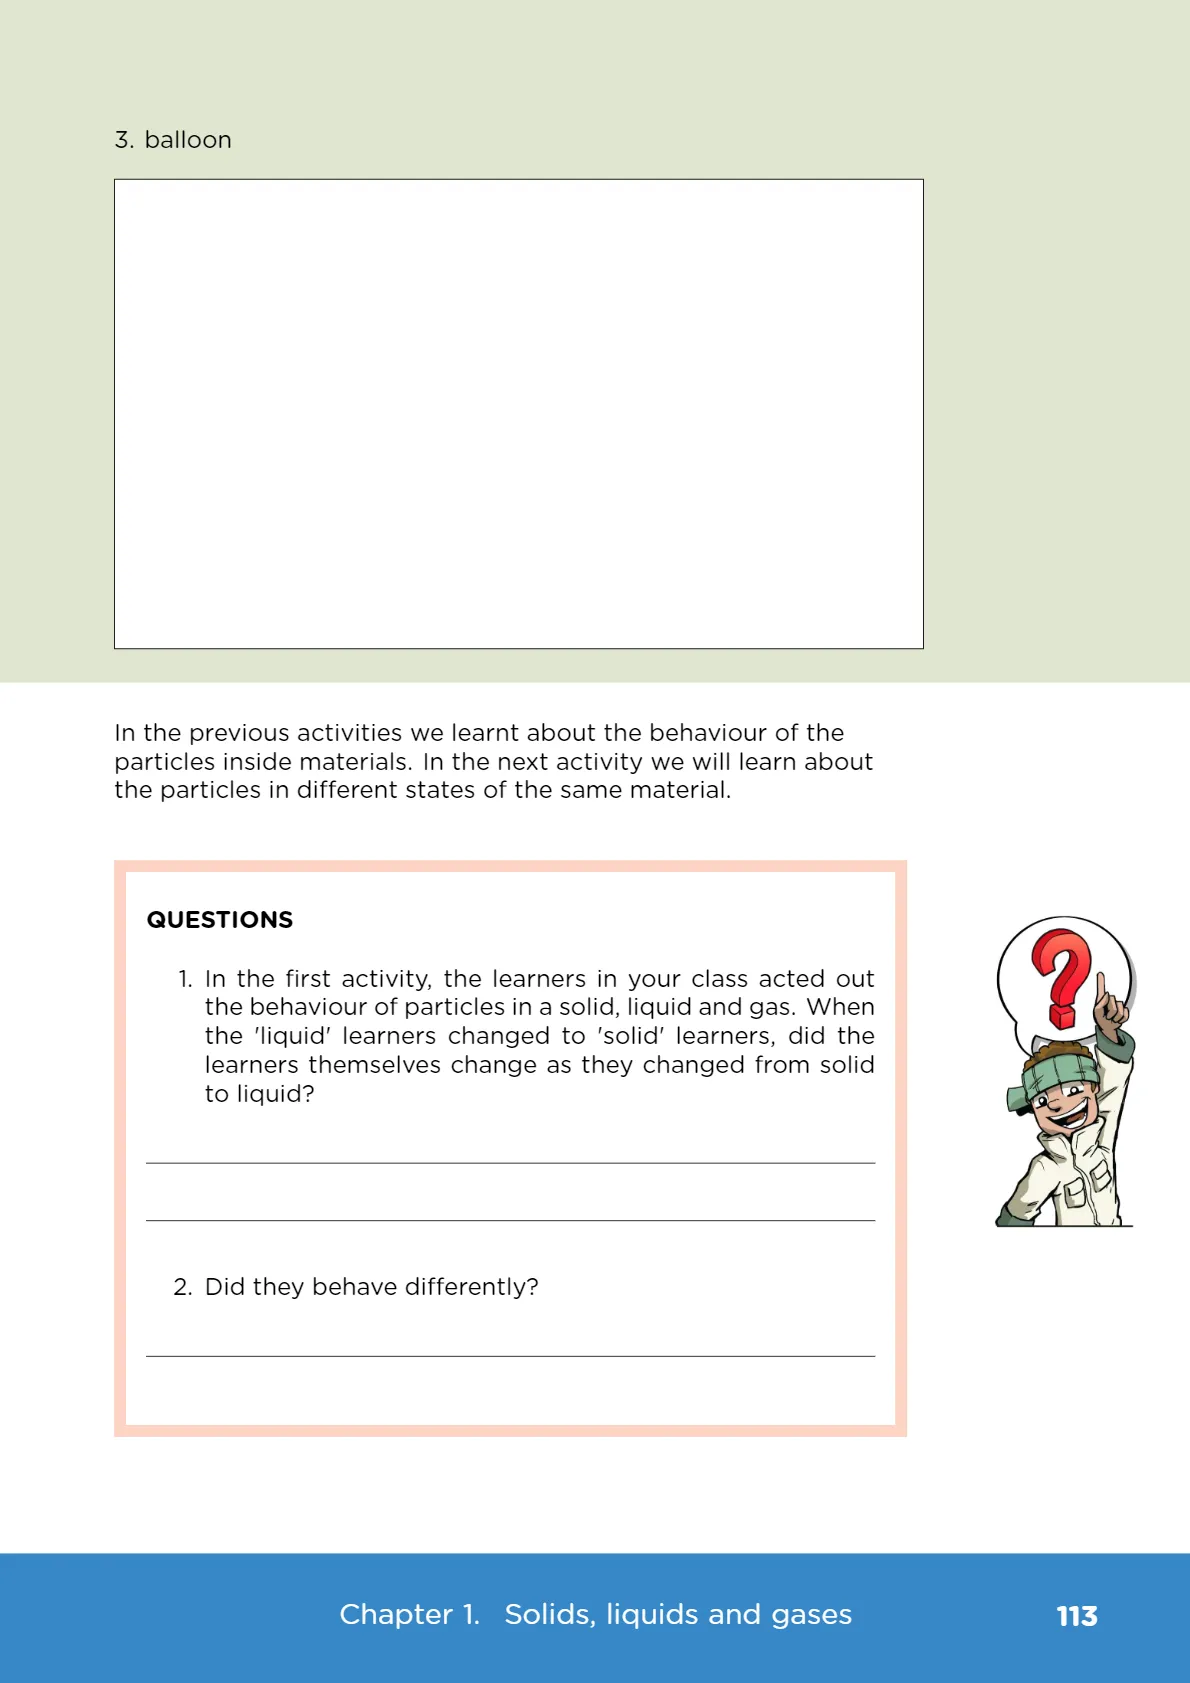 3. balloon
In the previous activities we learnt about the behaviour of the
particles inside materials. In the next activity we will learn about
the particles in different states of the same material.
QUESTIONS
1. In the first activity, the learners in your class acted out
the behaviour of particles in a solid, liquid and gas. When
the 'liquid' learners changed to 'solid' learners, did the
learners themselves change as they changed from solid
to liquid?
?
2. Did they behave differently?
Chapter 1. Solids, liquids and gases 113